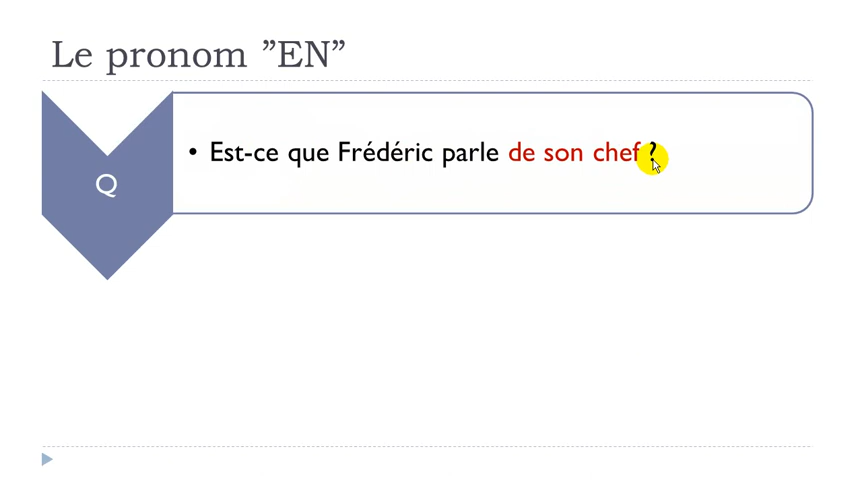 Le pronom ”EN”
Q
• Est-ce que Frédéric parle de son chef ?